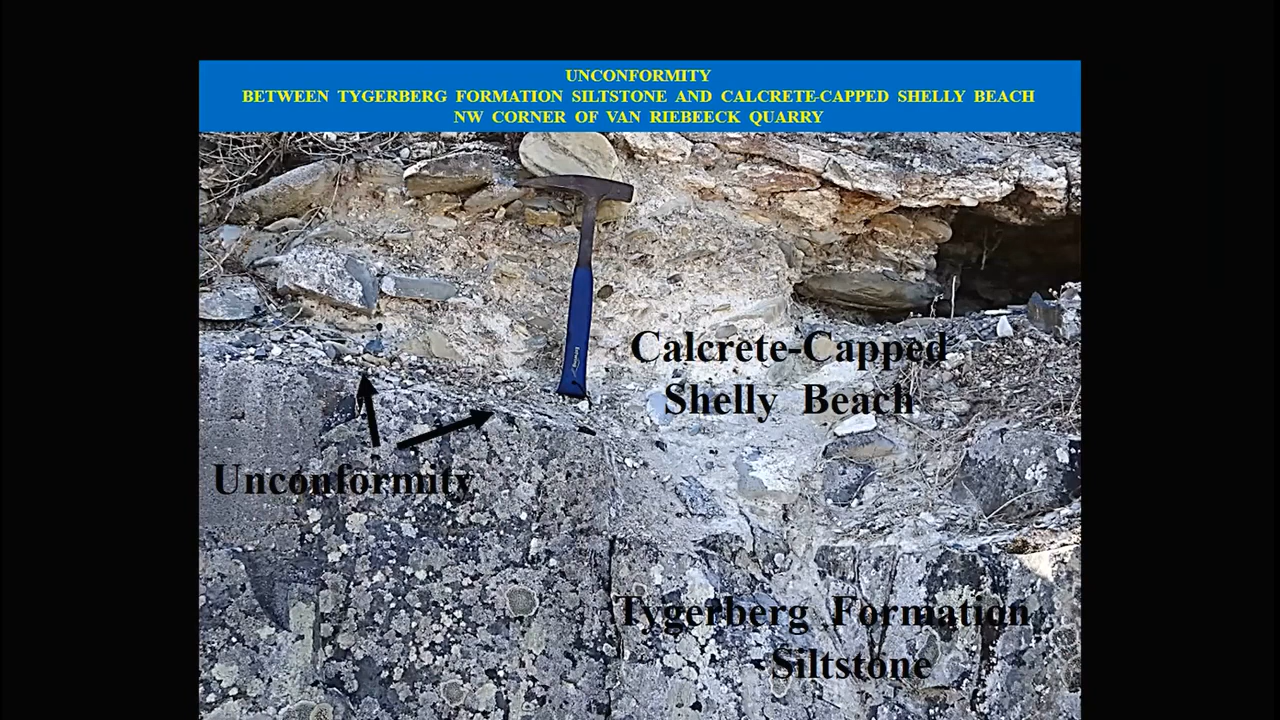 UNCONFORMITY
BETWEEN TYGERBERG FORMATION SILTSTONE AND CALCRETE-CAPPED SHELLY BEACH
NW CORNER OF VAN RIEBEECK QUARRY
Calcrete-Capped
Shelly Beach
Unconformity
Tygerberg Formation
Siltstone